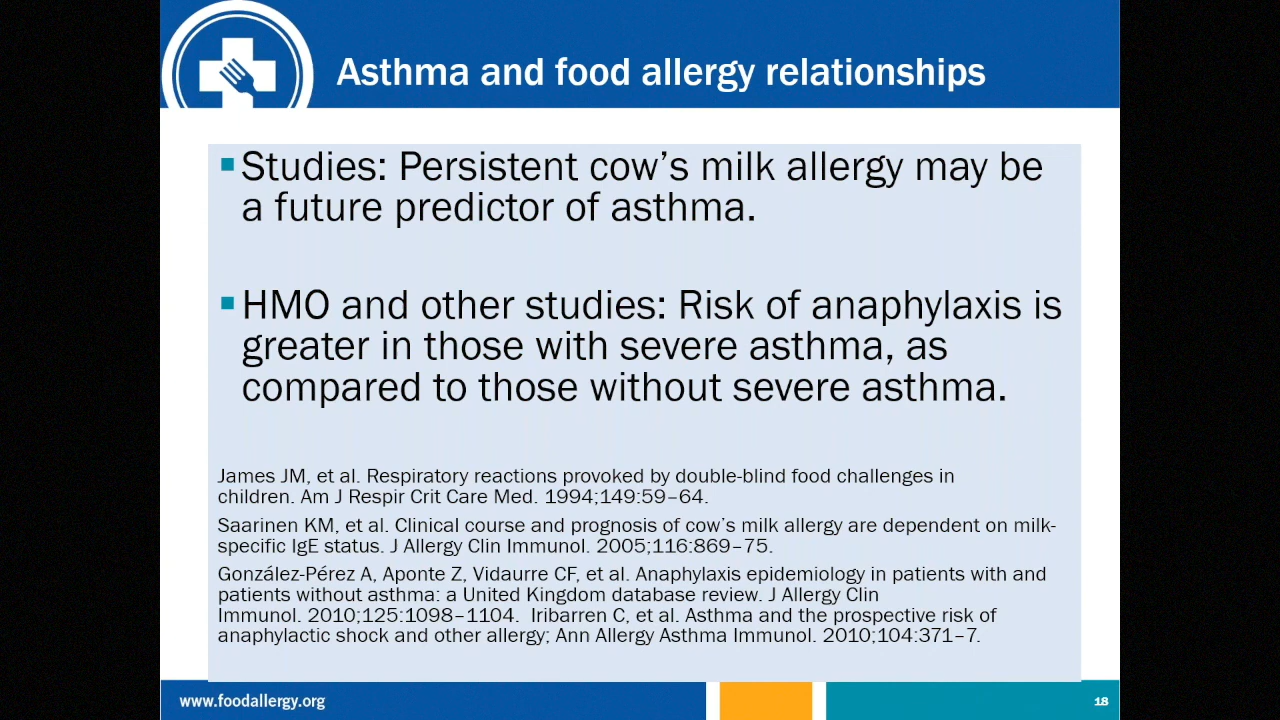 Asthma and food allergy relationships
▪Studies: Persistent cow’s milk allergy may be
a future predictor of asthma.
▪HMO and other studies: Risk of anaphylaxis is
greater in those with severe asthma, as
compared to those without severe asthma.
James JM, et al. Respiratory reactions provoked by double-blind food challenges in
children. Am J Respir Crit Care Med. 1994;149:59–64.
Saarinen KM, et al. Clinical course and prognosis of cow’s milk allergy are dependent on milk-
specific IgE status. J Allergy Clin Immunol. 2005;116:869–75.
González-Pérez A, Aponte Z, Vidaurre CF, et al. Anaphylaxis epidemiology in patients with and
patients without asthma: a United Kingdom database review. J Allergy Clin
Immunol. 2010;125:1098–1104. Iribarren C, et al. Asthma and the prospective risk of
anaphylactic shock and other allergy; Ann Allergy Asthma Immunol. 2010;104:371–7.
www.foodallergy.org
18